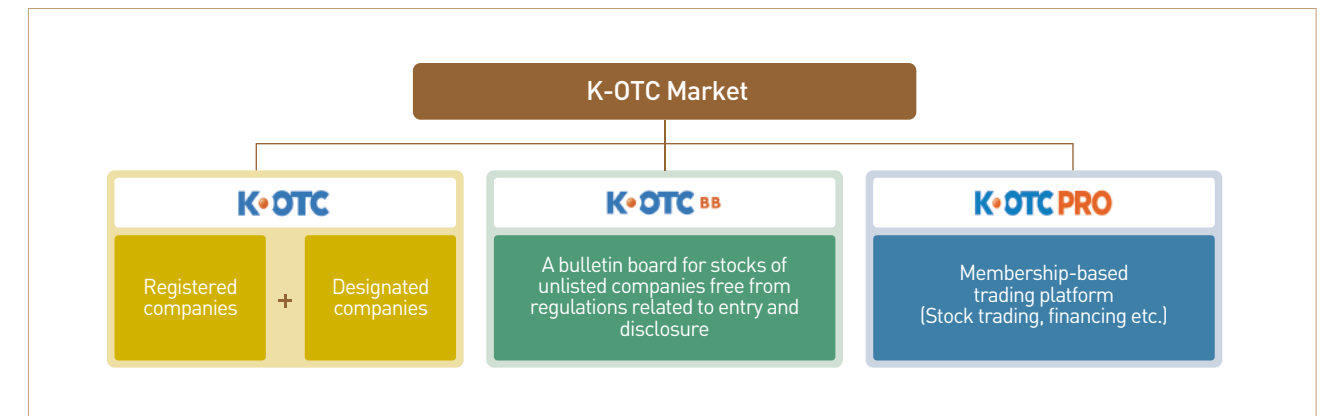 K-OTC Market
K•OTC
Registered
companies
+
Designated
companies
K•OTC BB
A bulletin board for stocks of
unlisted companies free from
regulations related to entry and
disclosure
K•OTC PRO
Membership-based
trading platform
(Stock trading, financing etc.)